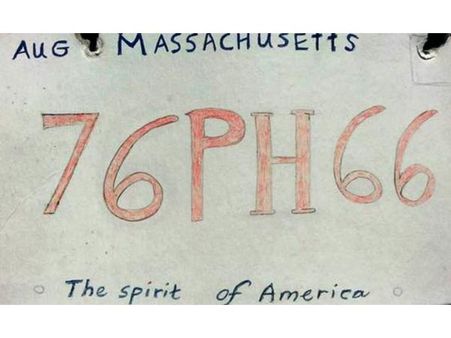 AUG MASSACHUSETTS
76PH66
The spirit of America